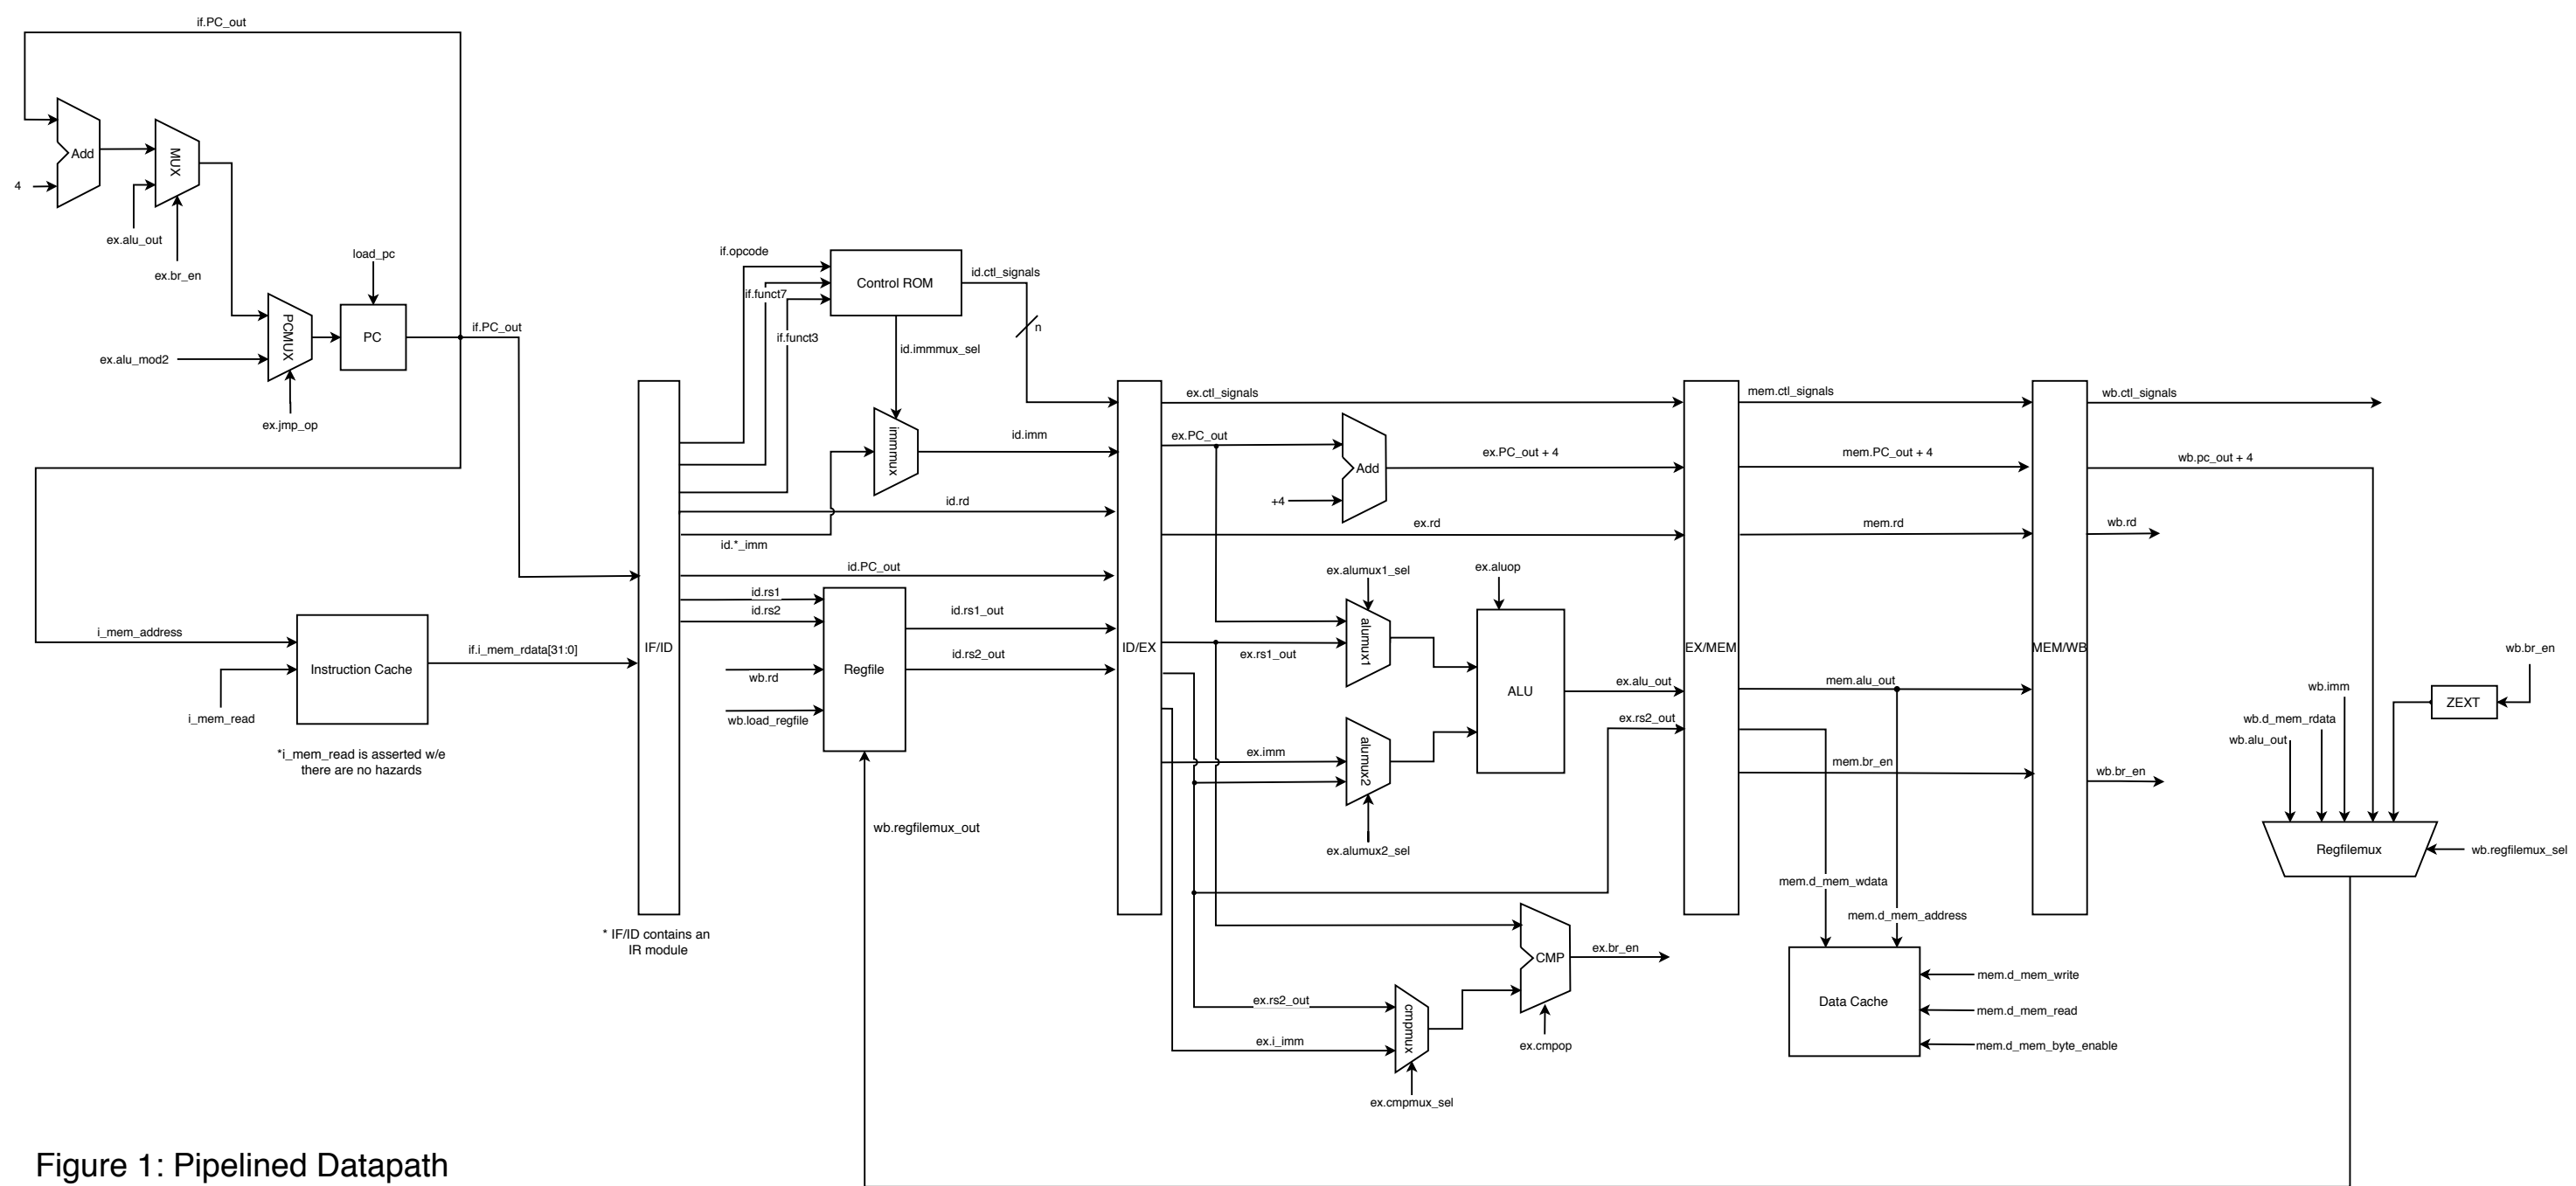 if.PC_out
Add
4
MUX
ex.alu_out
ex.br_en
load_pc
PCMUX
PC
if.PC_out
ex.alu_mod2
ex.jmp_op
i_mem_address
Instruction Cache
if.i_mem_rdata[31:0]
i_mem_read
*i_mem_read is asserted w/e
there are no hazards
IF/ID
* IF/ID contains an
IR module
if.opcode
if.funct7
if.funct3
Control ROM
id.ctl_signals
n
id.immmux_sel
immmux
id.imm
id.rd
id.*_imm
id.PC_out
id.rs1
id.rs2
Regfile
id.rs1_out
id.rs2_out
wb.rd
wb.load_regfile
wb.regfilemux_out
ID/EX
ex.ctl_signals
ex.PC_out
Add
+4
ex.PC_out + 4
ex.rd
ex.alumux1_sel
alumux1
ex.rs1_out
ex.aluop
ALU
ex.alu_out
ex.rs2_out
ex.imm
alumux2
ex.alumux2_sel
CMP
ex.br_en
ex.cmpop
ex.rs2_out
ex.i_imm
cmpmux
ex.cmpmux_sel
EX/MEM
mem.ctl_signals
mem.PC_out + 4
mem.rd
mem.alu_out
mem.br_en
mem.d_mem_wdata
mem.d_mem_address
Data Cache
mem.d_mem_write
mem.d_mem_read
mem.d_mem_byte_enable
MEM/WB
wb.ctl_signals
wb.pc_out + 4
wb.rd
wb.br_en
wb.br_en
ZEXT
wb.imm
wb.d_mem_rdata
wb.alu_out
Regfilemux
wb.regfilemux_sel
Figure 1: Pipelined Datapath